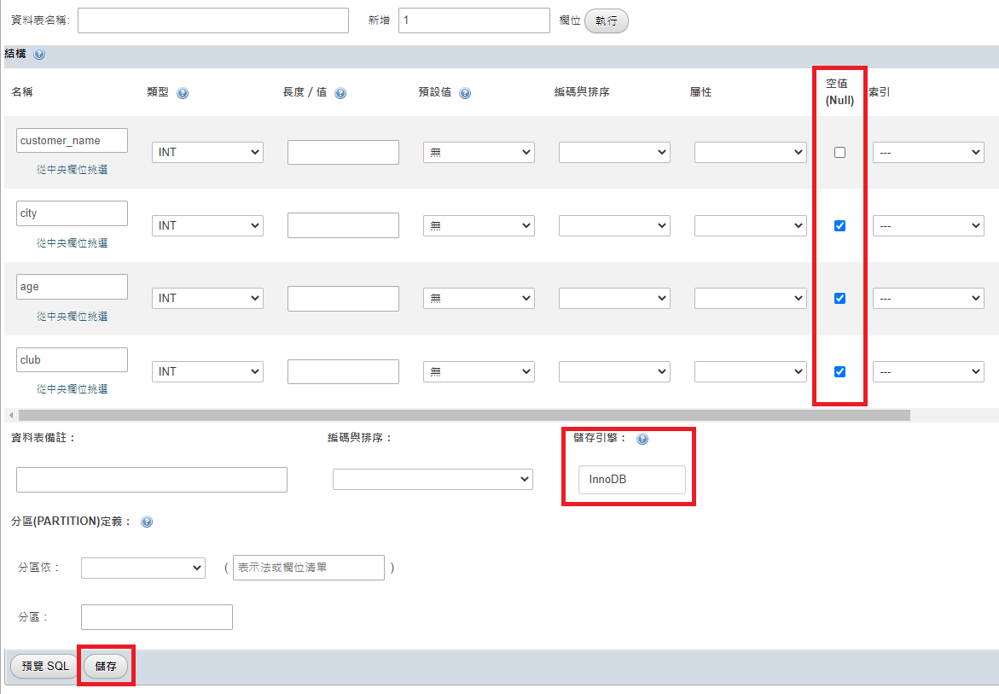 資料表名稱: 新增 1 欄位 執行
結構
名稱 類型 長度 / 值 預設值 編碼與排序 屬性 空值 (Null) 索引
customer_name INT 無 ---
從中央欄位挑選
city INT 無 ---
從中央欄位挑選
age INT 無 ---
從中央欄位挑選
club INT 無 ---
從中央欄位挑選
資料表備註： 編碼與排序： 儲存引擎：
InnoDB
分區(PARTITION)定義：
分區依： ( 表示法或欄位清單 )
分區：
預覽 SQL 儲存